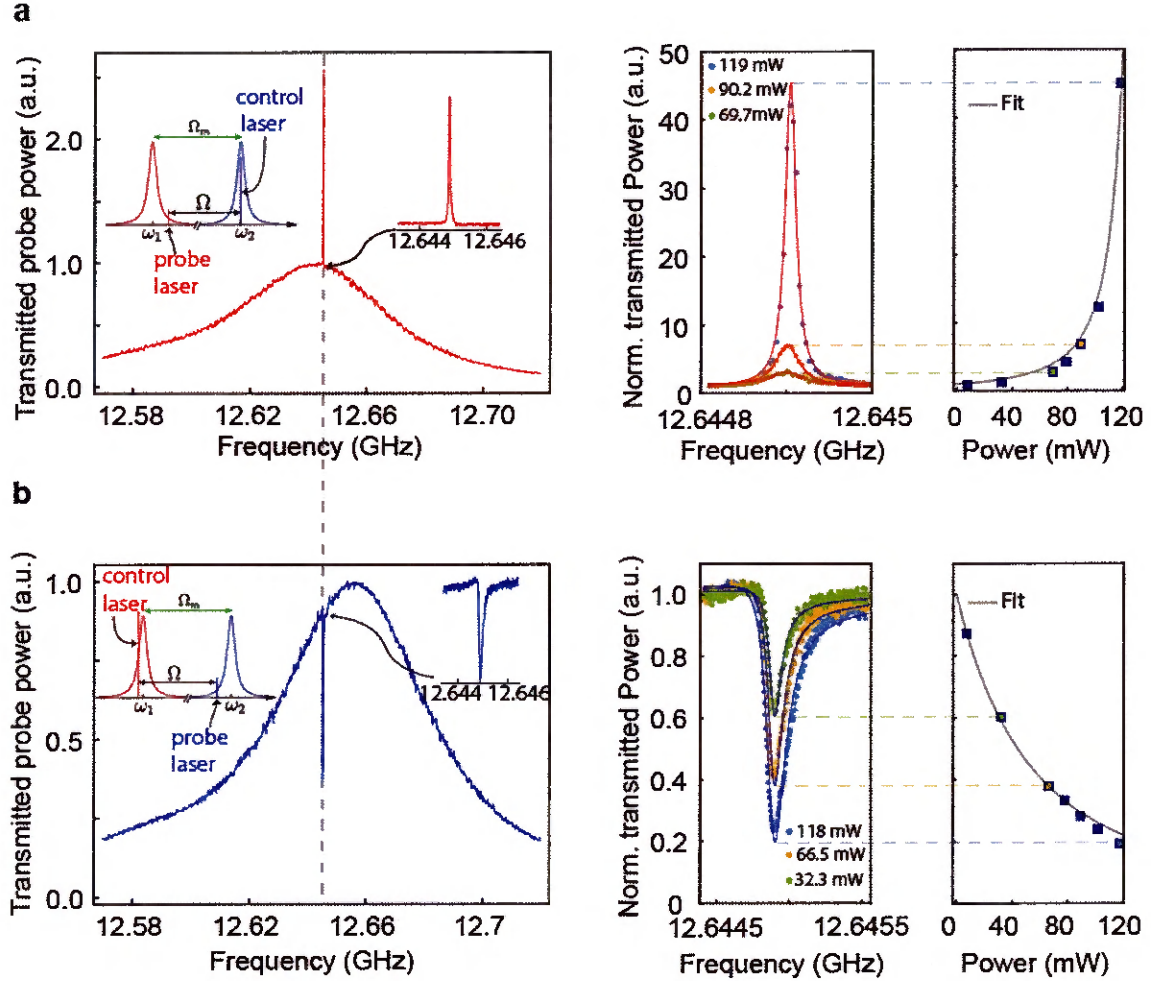 a
Transmitted probe power (a.u.)
2.0
1.0
0.0
12.58
12.62
12.66
12.70
Frequency (GHz)
control
laser
Ωm
Ω
ω1
ω2
probe
laser
12.644
12.646
Norm. transmitted Power (a.u.)
50
40
30
20
10
0
119 mW
90.2 mW
69.7mW
12.6448
12.645
Frequency (GHz)
Fit
0
40
80
120
Power (mW)
b
Transmitted probe power (a.u.)
1.0
0.5
0.0
12.58
12.62
12.66
12.7
Frequency (GHz)
control
laser
Ωm
Ω
ω1
ω2
probe
laser
12.644
12.646
Norm. transmitted Power (a.u.)
1.0
0.8
0.6
0.4
0.2
0
118 mW
66.5 mW
32.3 mW
12.6445
12.6455
Frequency (GHz)
Fit
0
40
80
120
Power (mW)